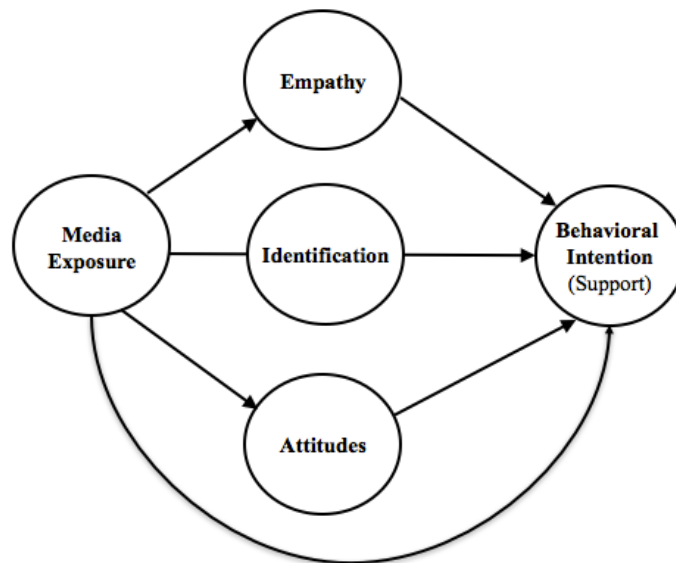 Empathy
Media
Exposure
Identification
Behavioral
Intention
(Support)
Attitudes